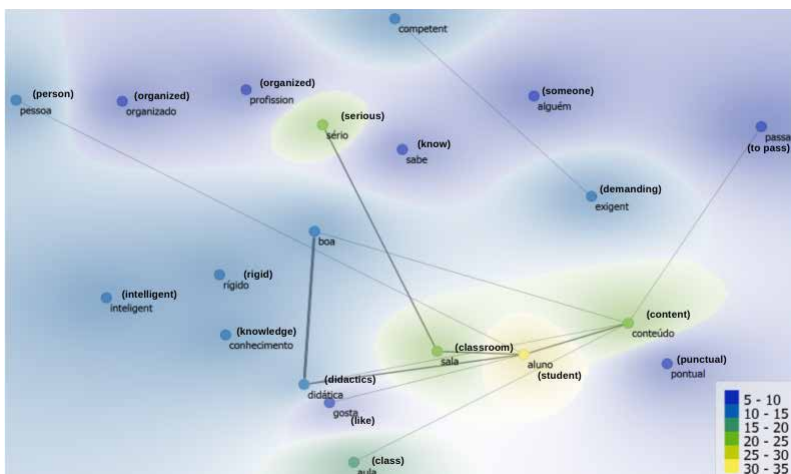 competent
(person)
pessoa
(organized)
organizado
(organized)
profission
(someone)
alguém
(serious)
sério
passa
(to pass)
(know)
sabe
(demanding)
exigent
boa
(rigid)
rígido
(intelligent)
inteligent
(content)
conteúdo
(knowledge)
conhecimento
(classroom)
sala
aluno
(student)
(punctual)
pontual
(didactics)
didática
gosta
(like)
(class)
aula
5 - 10
10 - 15
15 - 20
20 - 25
25 - 30
30 - 35